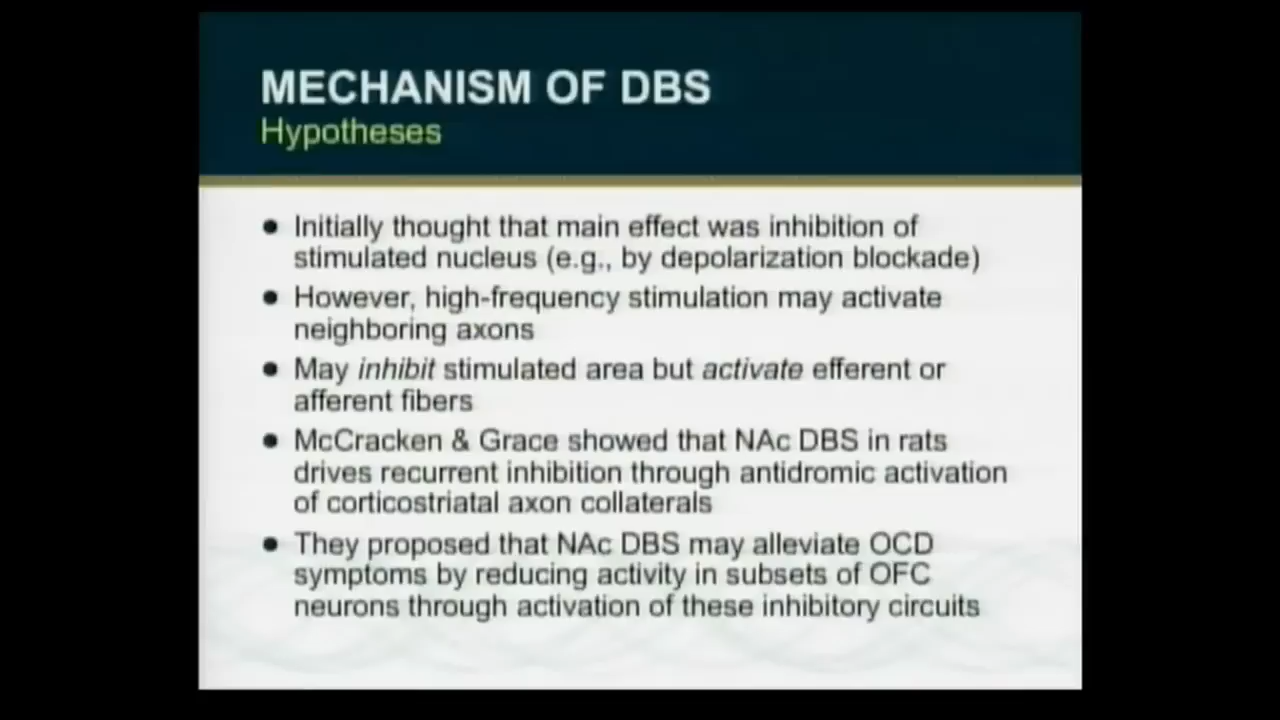 MECHANISM OF DBS
Hypotheses
● Initially thought that main effect was inhibition of
stimulated nucleus (e.g., by depolarization blockade)
● However, high-frequency stimulation may activate
neighboring axons
● May inhibit stimulated area but activate efferent or
afferent fibers
● McCracken & Grace showed that NAc DBS in rats
drives recurrent inhibition through antidromic activation
of corticostriatal axon collaterals
● They proposed that NAc DBS may alleviate OCD
symptoms by reducing activity in subsets of OFC
neurons through activation of these inhibitory circuits